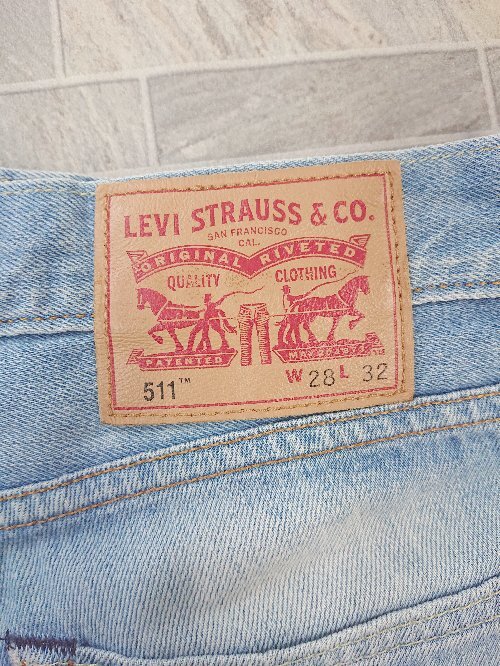 LEVI STRAUSS & CO.
SAN FRANCISCO
CAL.
ORIGINAL RIVETED
QUALITY CLOTHING
PATENTED
511™ W 28 L 32